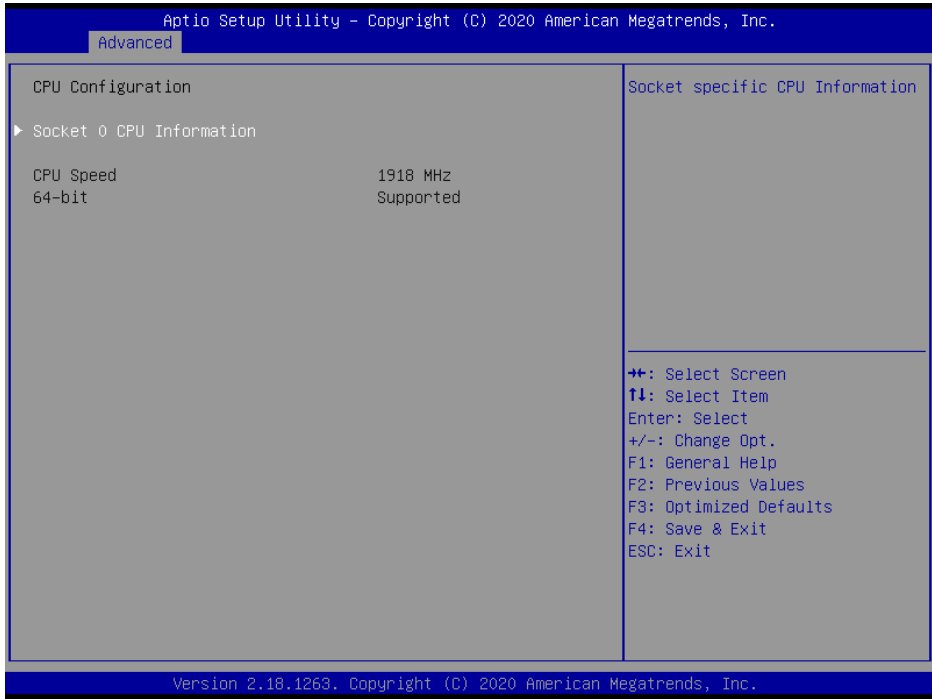 Aptio Setup Utility – Copyright (C) 2020 American Megatrends, Inc.
Advanced
CPU Configuration
Socket 0 CPU Information
CPU Speed 1918 MHz
64-bit Supported
Socket specific CPU Information
→←: Select Screen
↑↓: Select Item
Enter: Select
+/-: Change Opt.
F1: General Help
F2: Previous Values
F3: Optimized Defaults
F4: Save & Exit
ESC: Exit
Version 2.18.1263. Copyright (C) 2020 American Megatrends, Inc.